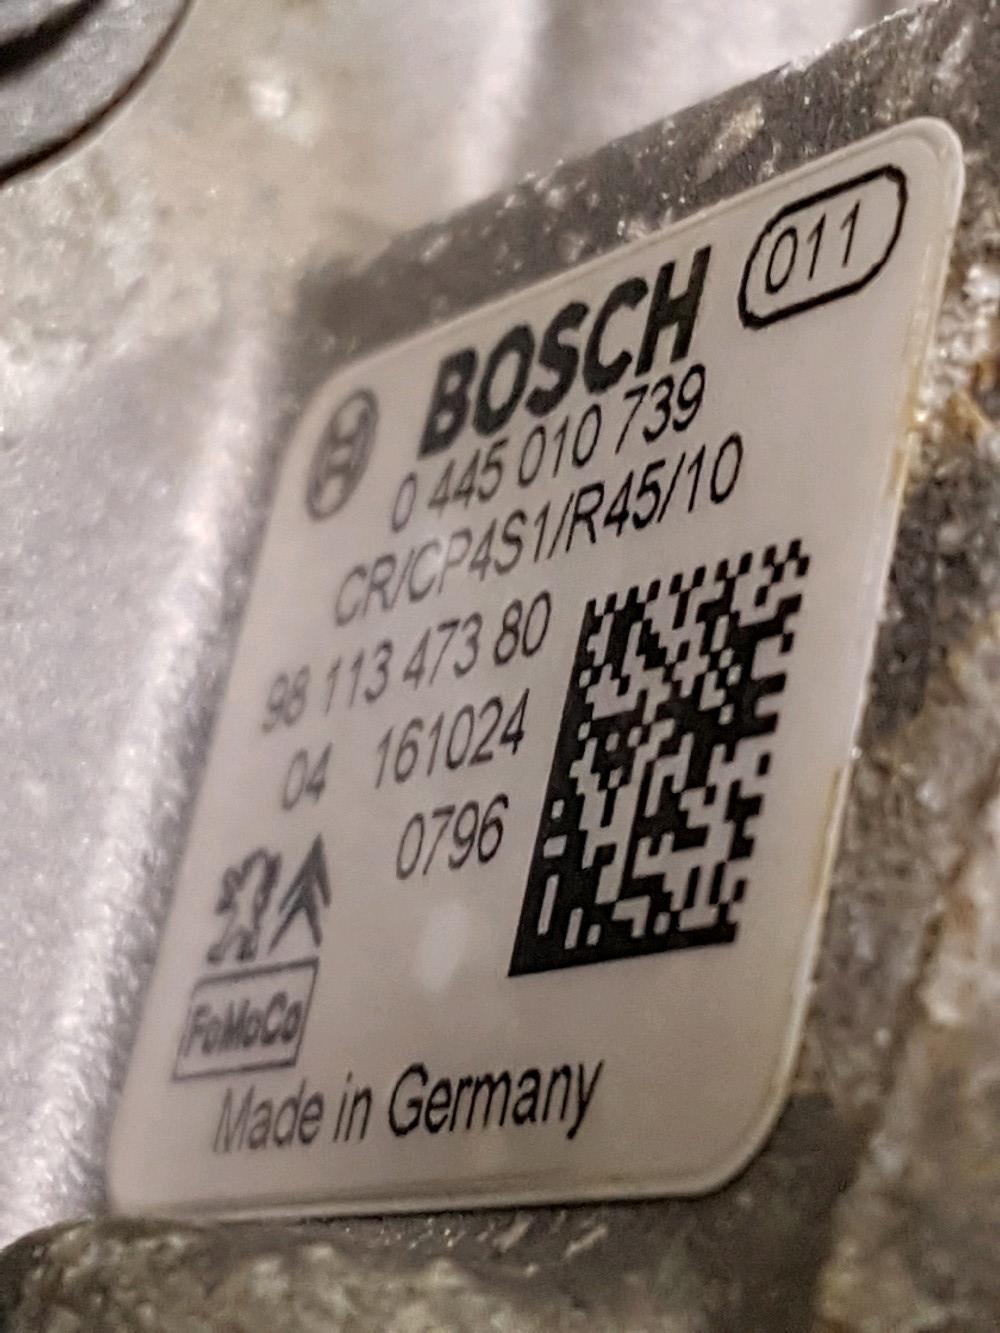 BOSCH 011
0 445 010 739
CR/CP4S1/R45/10
98 113 473 80
04 161024
0796
FoMoCo
Made in Germany